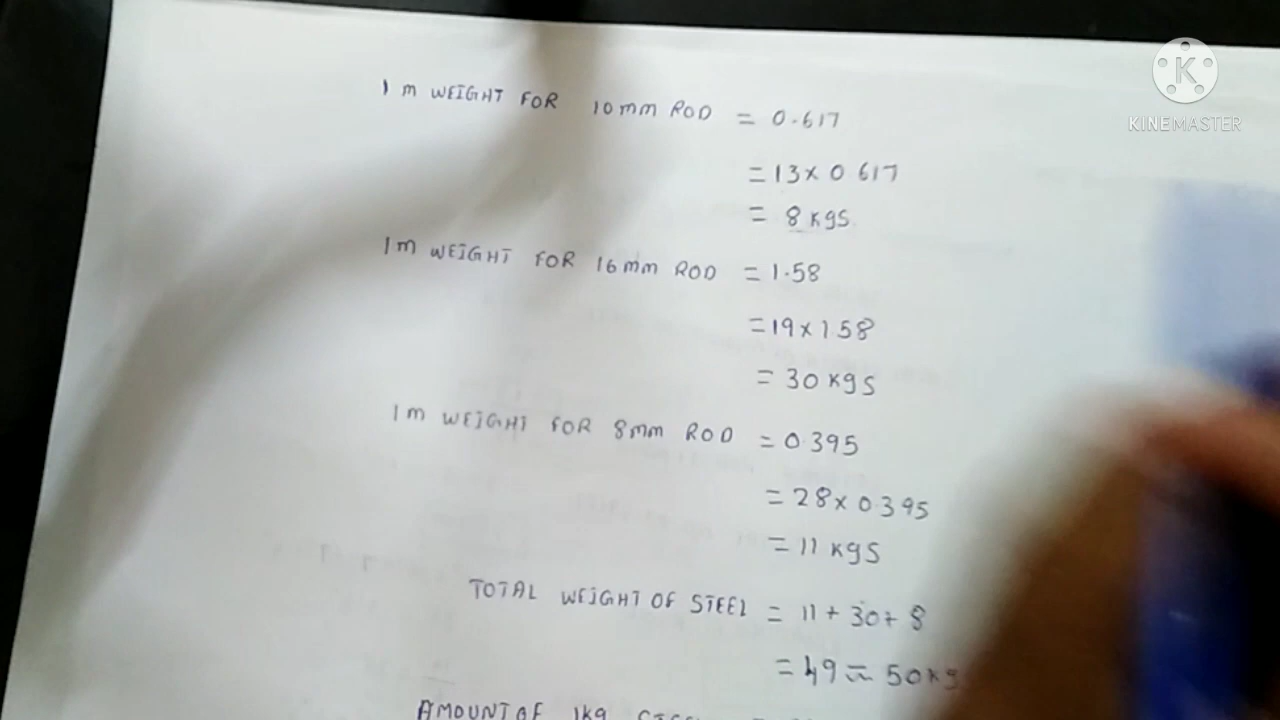 KINEMASTER
1 m WEIGHT FOR 10mm ROD = 0.617
= 13 x 0 617
= 8 kgs
1m WEIGHT FOR 16mm ROD = 1.58
= 19 x 1 58
= 30 kgs
1m WEIGHT FOR 8mm ROD = 0.395
= 28 x 0.395
= 11 kgs
TOTAL WEIGHT OF STEEL = 11 + 30 + 8
= 49 ≈ 50kg
AMOUNT OF 1kg